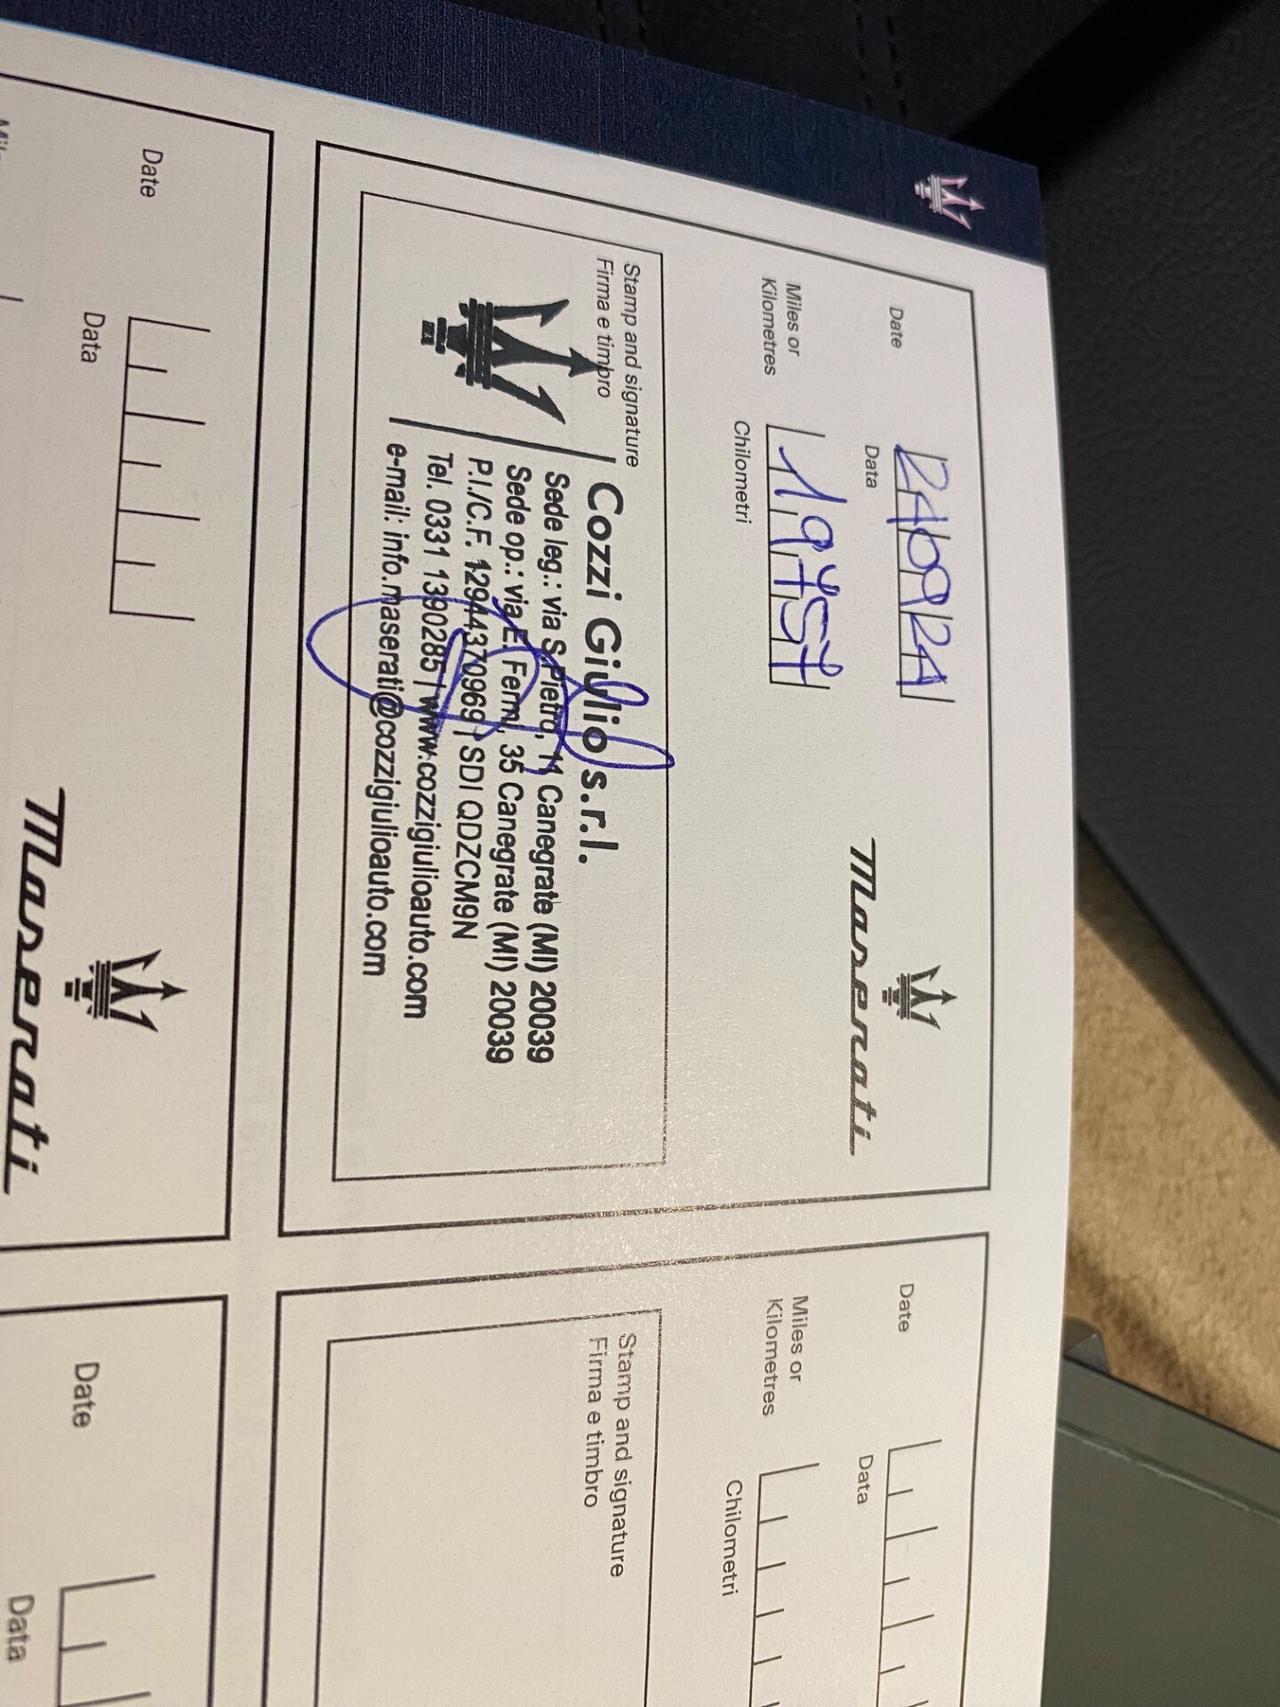 Date
240924
Data
Maserati
Miles or
Kilometres
Chilometri
Stamp and signature
Firma e timbro
Cozzi Giulio s.r.l.
Sede leg.: via S.Pietro, 11 Canegrate (MI) 20039
Sede op.: via E. Fermi, 35 Canegrate (MI) 20039
P.I./C.F. 12944370969 | SDI QDZCM9N
Tel. 0331 1390285 | www.cozzigiulioauto.com
e-mail: info.maserati@cozzigiulioauto.com
Date
Data
Miles or
Kilometres
Chilometri
Stamp and signature
Firma e timbro
Date
Data
Maserati
Date
Data